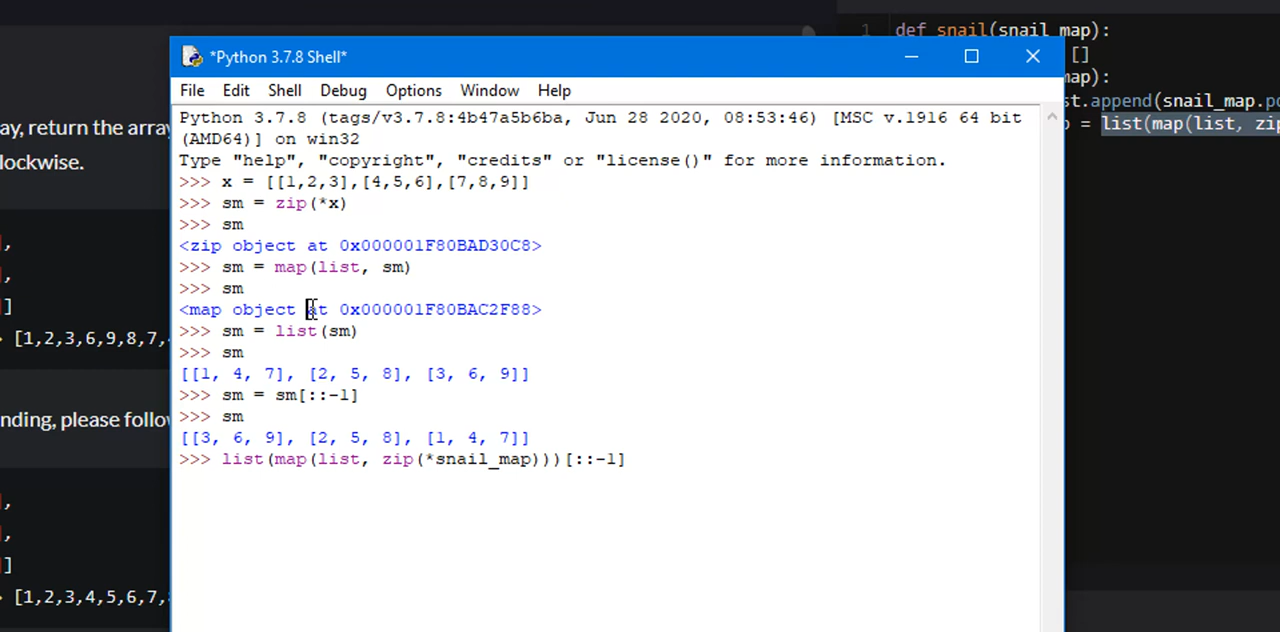 *Python 3.7.8 Shell*
File Edit Shell Debug Options Window Help
Python 3.7.8 (tags/v3.7.8:4b47a5b6ba, Jun 28 2020, 08:53:46) [MSC v.1916 64 bit
(AMD64)] on win32
Type "help", "copyright", "credits" or "license()" for more information.
>>> x = [[1,2,3],[4,5,6],[7,8,9]]
>>> sm = zip(*x)
>>> sm
<zip object at 0x000001F80BAD30C8>
>>> sm = map(list, sm)
>>> sm
<map object at 0x000001F80BAC2F88>
>>> sm = list(sm)
>>> sm
[[1, 4, 7], [2, 5, 8], [3, 6, 9]]
>>> sm = sm[::-1]
>>> sm
[[3, 6, 9], [2, 5, 8], [1, 4, 7]]
>>> list(map(list, zip(*snail_map)))[::-1]
ay, return the array
lockwise.
],
],
]]
[1,2,3,6,9,8,7,
nding, please follow
],
],
]]
[1,2,3,4,5,6,7,
1 def snail(snail_map):
[]
map):
st.append(snail_map.po
= list(map(list, zip